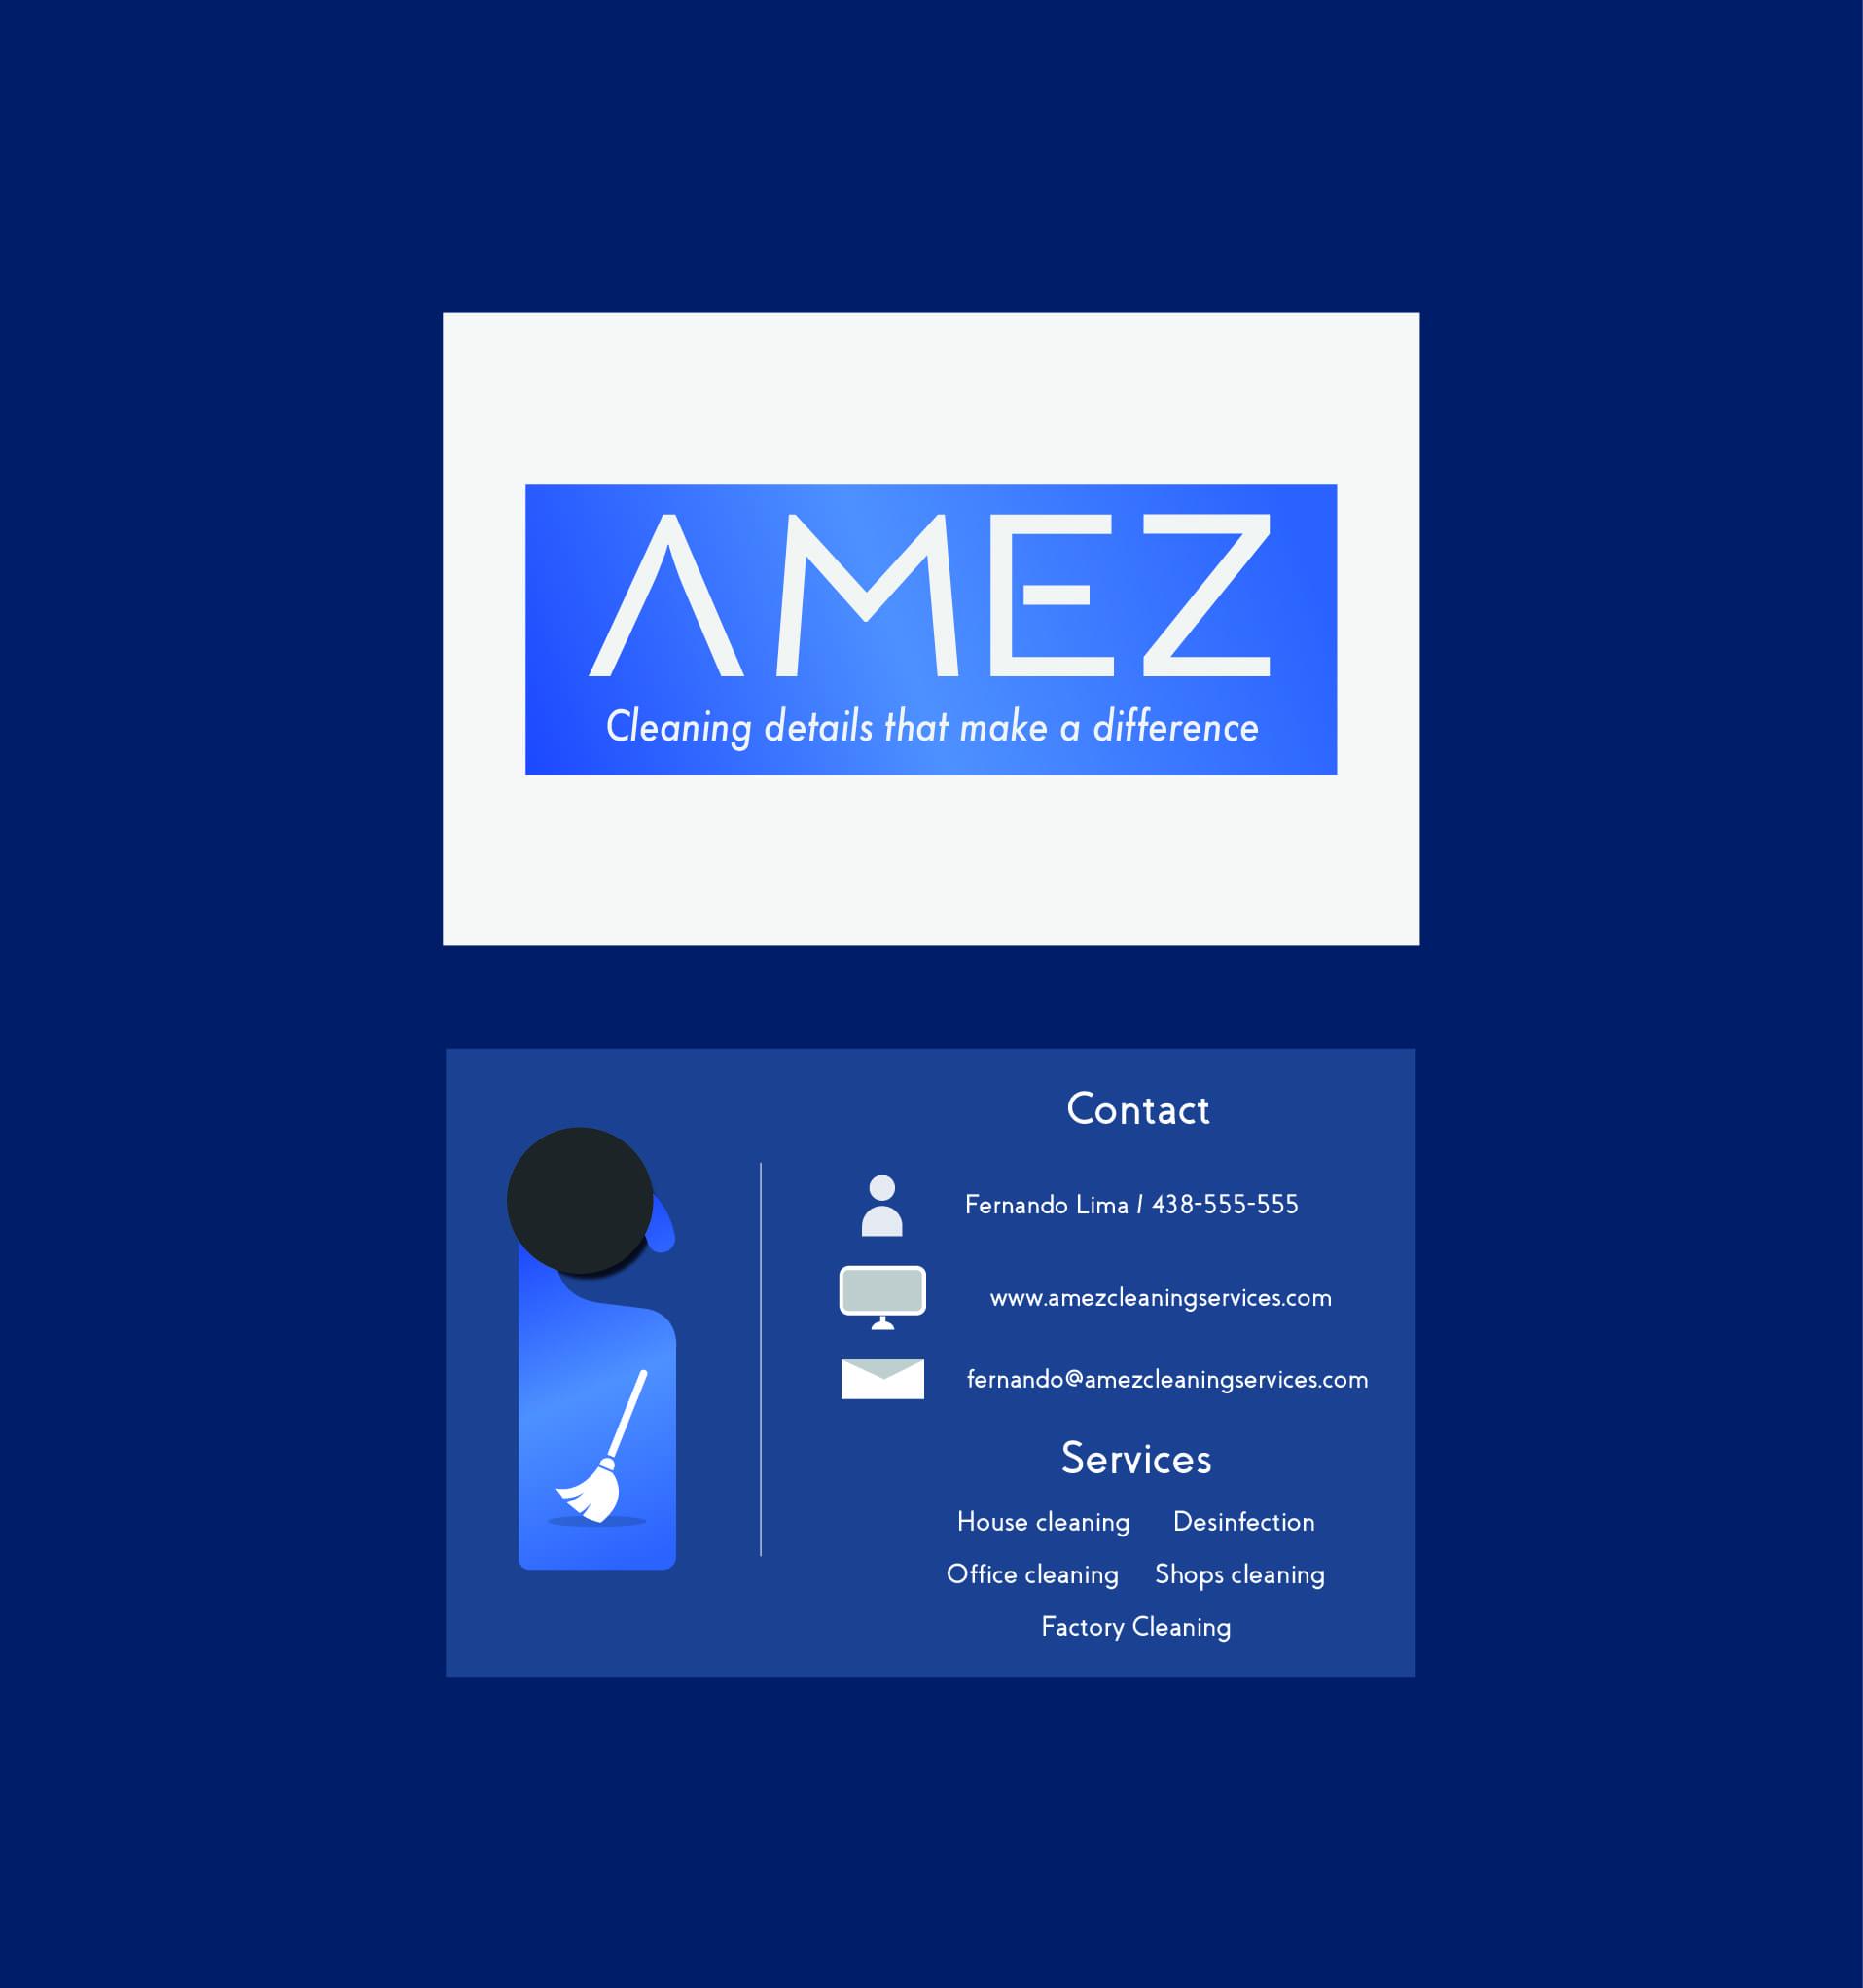 AMEZ
Cleaning details that make a difference
Contact
Fernando Lima / 438-555-555
www.amezcleaningservices.com
fernando@amezcleaningservices.com
Services
House cleaning Desinfection
Office cleaning Shops cleaning
Factory Cleaning